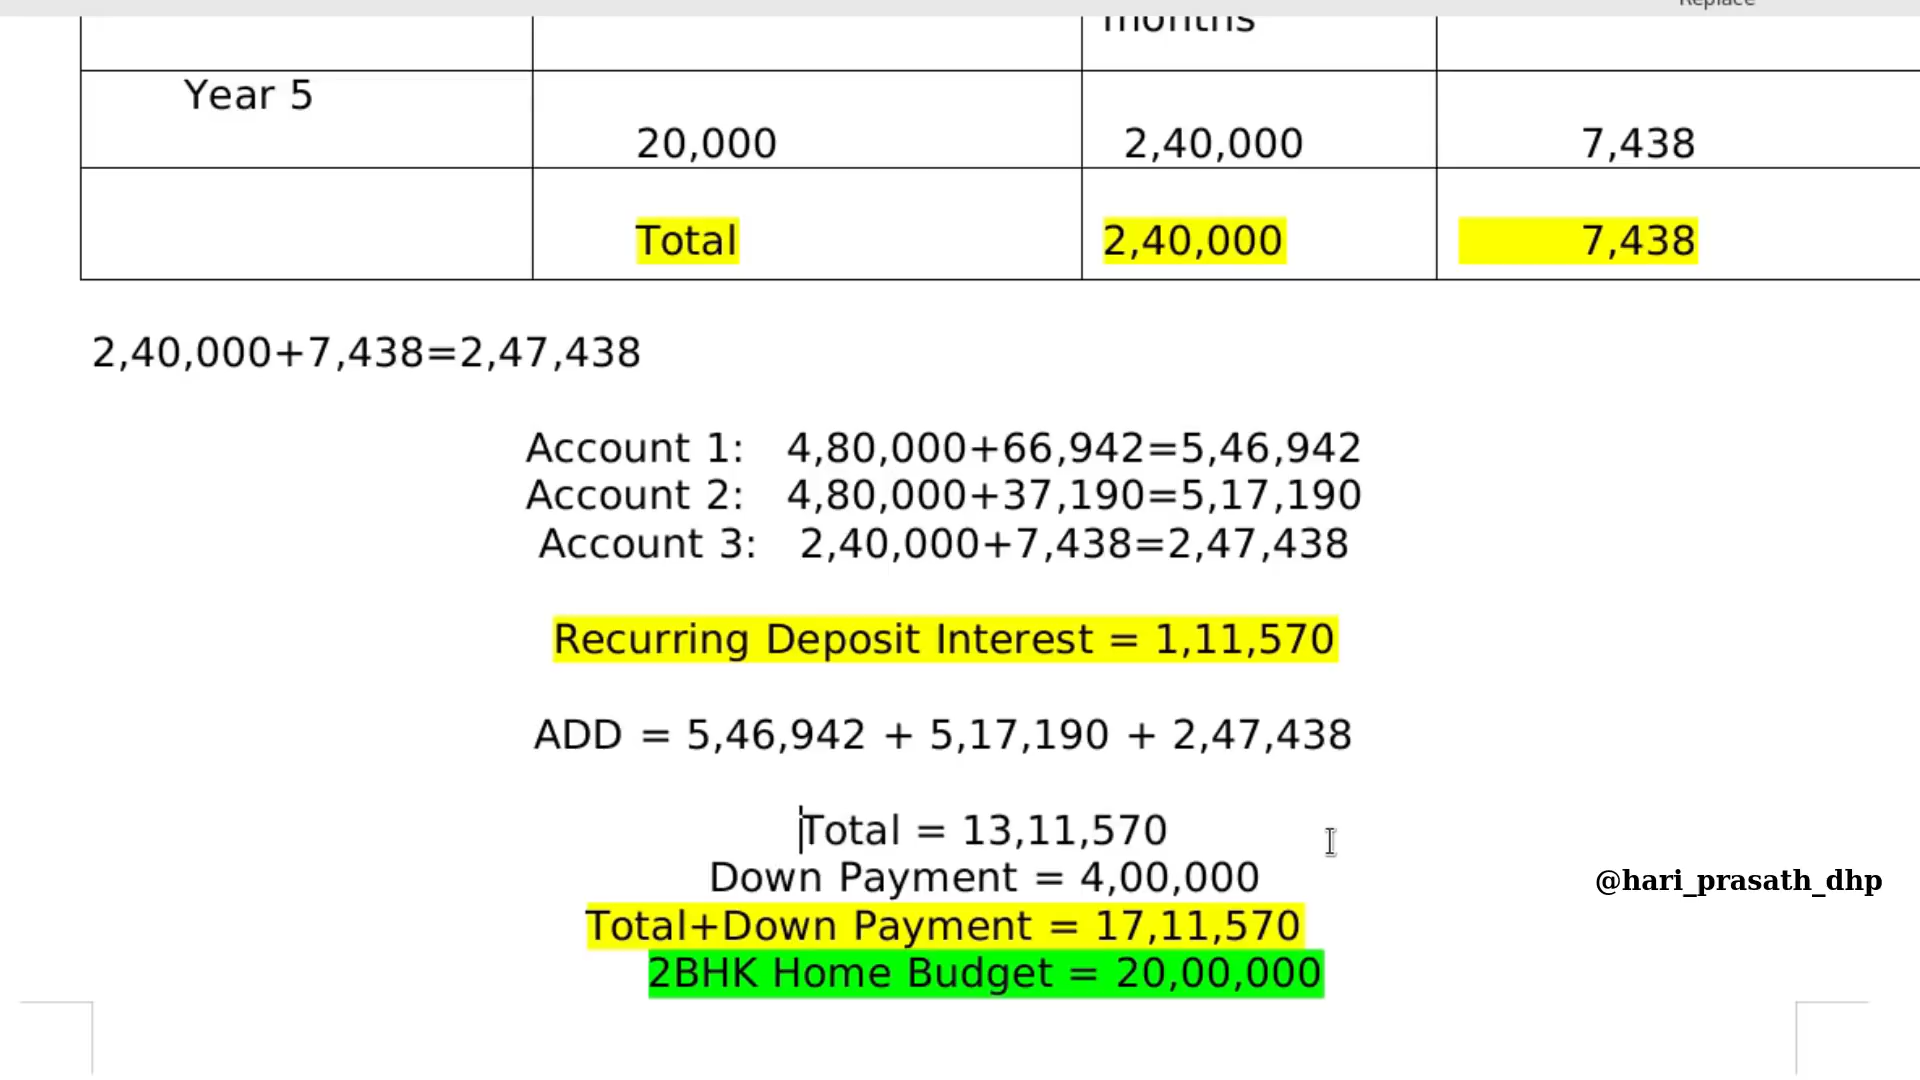 Replace
months
Year 5
20,000 2,40,000 7,438
Total 2,40,000 7,438
2,40,000+7,438=2,47,438
Account 1: 4,80,000+66,942=5,46,942
Account 2: 4,80,000+37,190=5,17,190
Account 3: 2,40,000+7,438=2,47,438
Recurring Deposit Interest = 1,11,570
ADD = 5,46,942 + 5,17,190 + 2,47,438
Total = 13,11,570
Down Payment = 4,00,000
@hari_prasath_dhp
Total+Down Payment = 17,11,570
2BHK Home Budget = 20,00,000